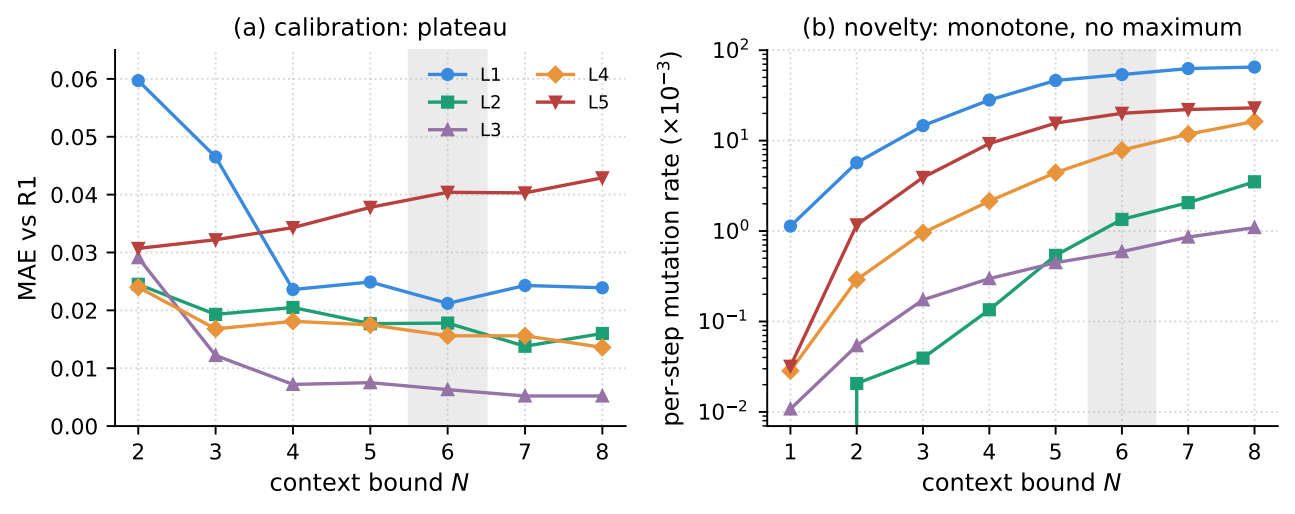 (a) calibration: plateau
MAE vs R1
0.06
0.05
0.04
0.03
0.02
0.01
0.00
L1
L2
L3
L4
L5
2 3 4 5 6 7 8
context bound N
(b) novelty: monotone, no maximum
per-step mutation rate (×10⁻³)
10²
10¹
10⁰
10⁻¹
10⁻²
1 2 3 4 5 6 7 8
context bound N